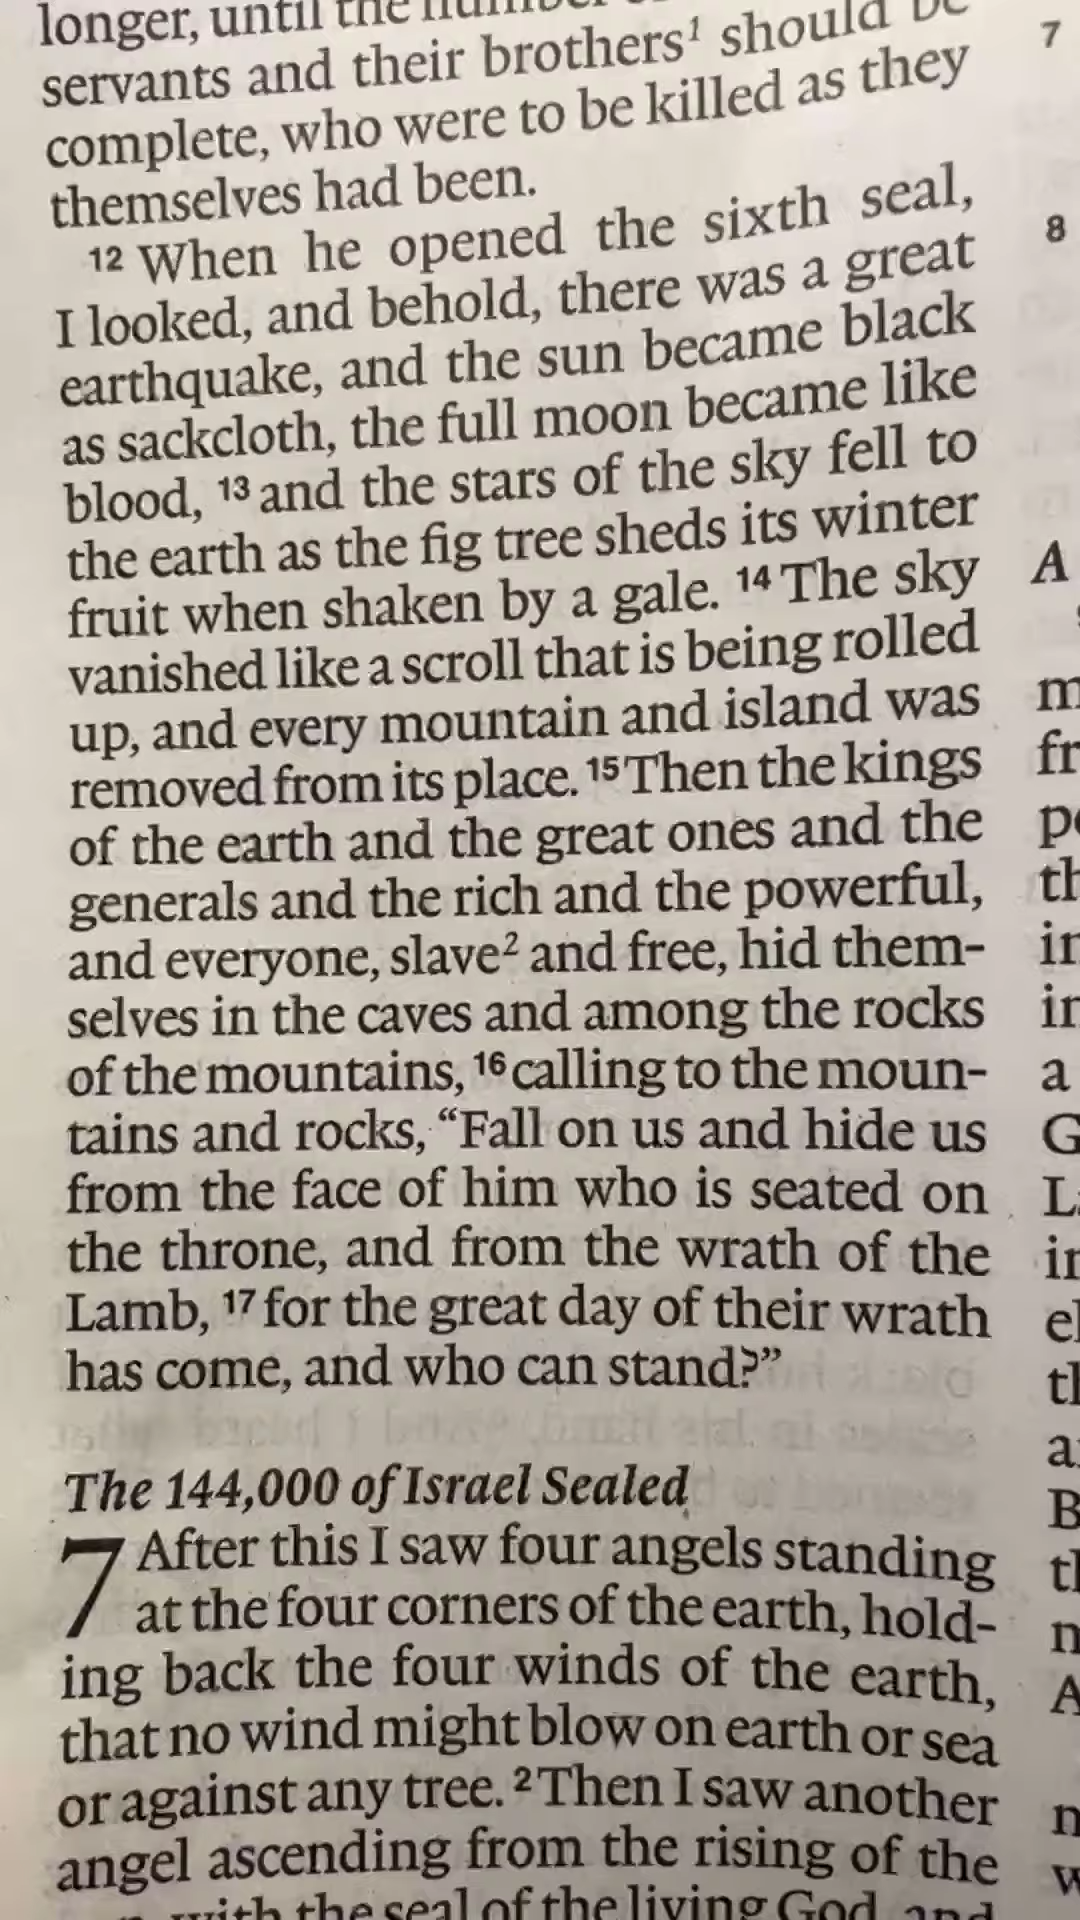 longer, until the
servants and their brothers¹ should be
complete, who were to be killed as they
themselves had been.
12 When he opened the sixth seal,
I looked, and behold, there was a great
earthquake, and the sun became black
as sackcloth, the full moon became like
blood, 13 and the stars of the sky fell to
the earth as the fig tree sheds its winter
fruit when shaken by a gale. 14 The sky
vanished like a scroll that is being rolled
up, and every mountain and island was
removed from its place. 15 Then the kings
of the earth and the great ones and the
generals and the rich and the powerful,
and everyone, slave² and free, hid them-
selves in the caves and among the rocks
of the mountains, 16 calling to the moun-
tains and rocks, “Fall on us and hide us
from the face of him who is seated on
the throne, and from the wrath of the
Lamb, 17 for the great day of their wrath
has come, and who can stand?”
The 144,000 of Israel Sealed
7 After this I saw four angels standing
at the four corners of the earth, hold-
ing back the four winds of the earth,
that no wind might blow on earth or sea
or against any tree. 2 Then I saw another
angel ascending from the rising of the
with the seal of the living God, and
7
8
A